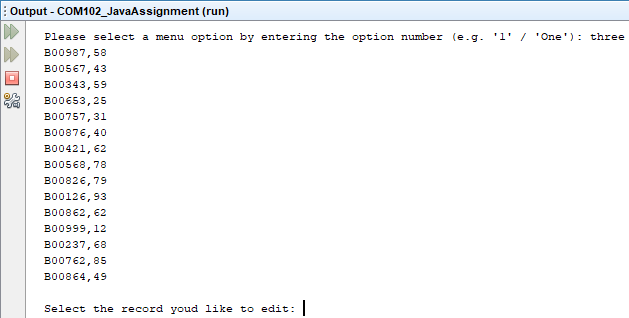 Output - COM102_JavaAssignment (run)
Please select a menu option by entering the option number (e.g. '1' / 'One'): three
B00987,58
B00567,43
B00343,59
B00653,25
B00757,31
B00876,40
B00421,62
B00568,78
B00826,79
B00126,93
B00862,62
B00999,12
B00237,68
B00762,85
B00864,49
Select the record youd like to edit: